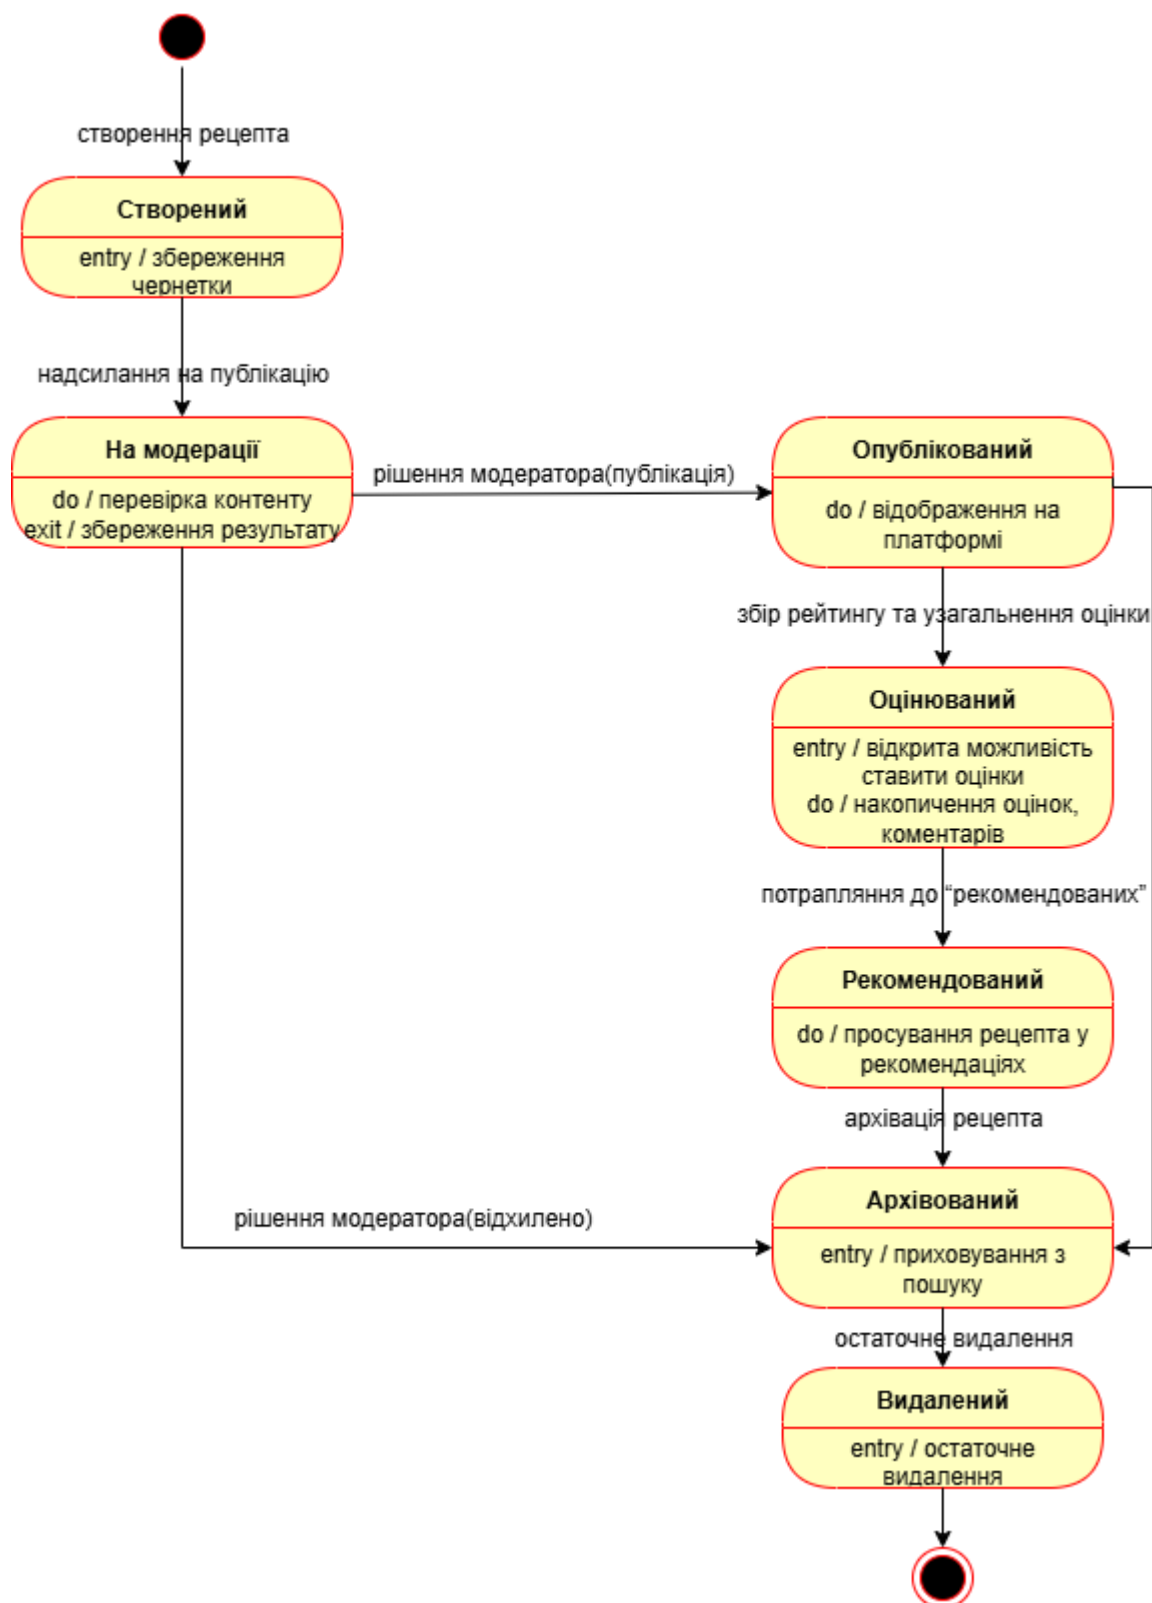 створення рецепта
Створений
entry / збереження
чернетки
надсилання на публікацію
На модерації
do / перевірка контенту
exit / збереження результату
рішення модератора(публікація)
Опублікований
do / відображення на
платформі
збір рейтингу та узагальнення оцінки
Оцінюваний
entry / відкрита можливість
ставити оцінки
do / накопичення оцінок,
коментарів
потрапляння до “рекомендованих”
Рекомендований
do / просування рецепта у
рекомендаціях
архівація рецепта
рішення модератора(відхилено)
Архівований
entry / приховування з
пошуку
остаточне видалення
Видалений
entry / остаточне
видалення